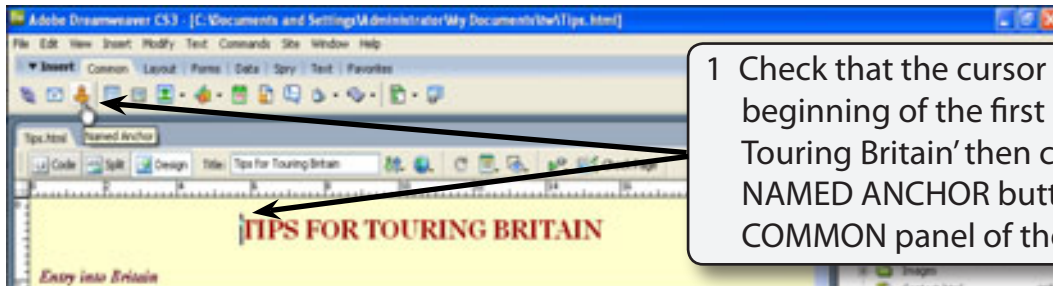 Adobe Dreamweaver CS3 - [C:\Documents and Settings\Administrator\My Documents\tw\Tips.html]
File Edit View Insert Modify Text Commands Site Window Help
▼ Insert Common Layout Forms Data Spry Text Favorites
Tips.html Named Anchor
Code Split Design Title: Tips for Touring Britain Check Page
TIPS FOR TOURING BRITAIN
Entry into Britain
1 Check that the cursor
beginning of the first
Touring Britain' then c
NAMED ANCHOR butt
COMMON panel of the
Images